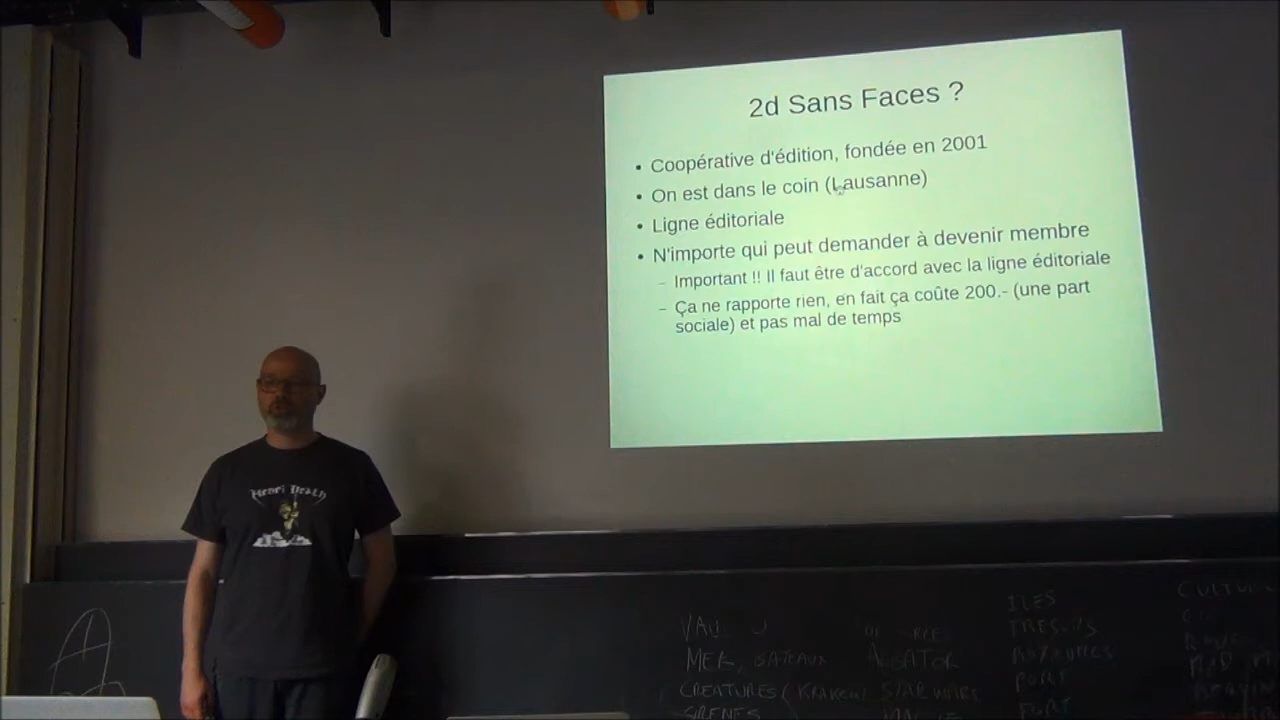 2d Sans Faces ?
• Coopérative d'édition, fondée en 2001
• On est dans le coin (Lausanne)
• Ligne éditoriale
• N'importe qui peut demander à devenir membre
– Important !! Il faut être d'accord avec la ligne éditoriale
– Ça ne rapporte rien, en fait ça coûte 200.- (une part
sociale) et pas mal de temps
Henri Death
MER, BATEAUX
CREATURES (KRAKEN)
SIRENES
STAR WARS
ILES
PORT
FORT